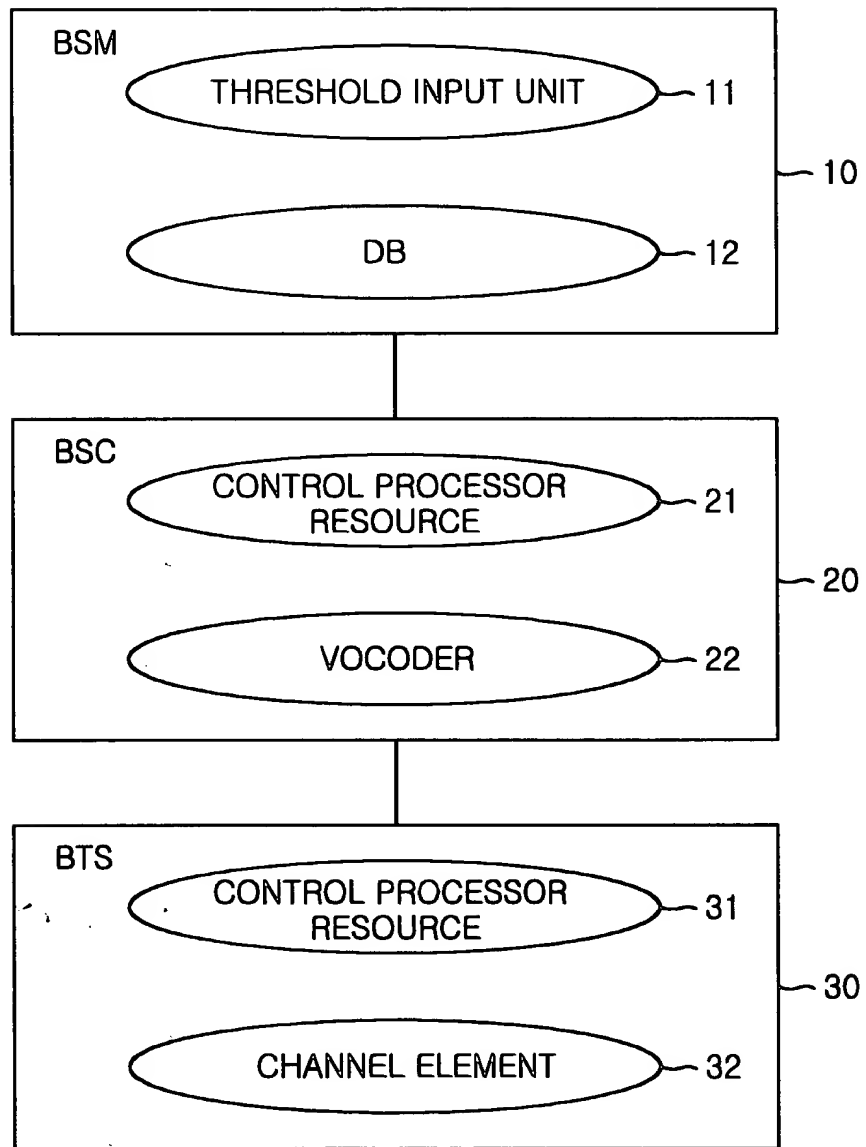 BSM
THRESHOLD INPUT UNIT
11
10
DB
12
BSC
CONTROL PROCESSOR
RESOURCE
21
20
VOCODER
22
BTS
CONTROL PROCESSOR
RESOURCE
31
30
CHANNEL ELEMENT
32